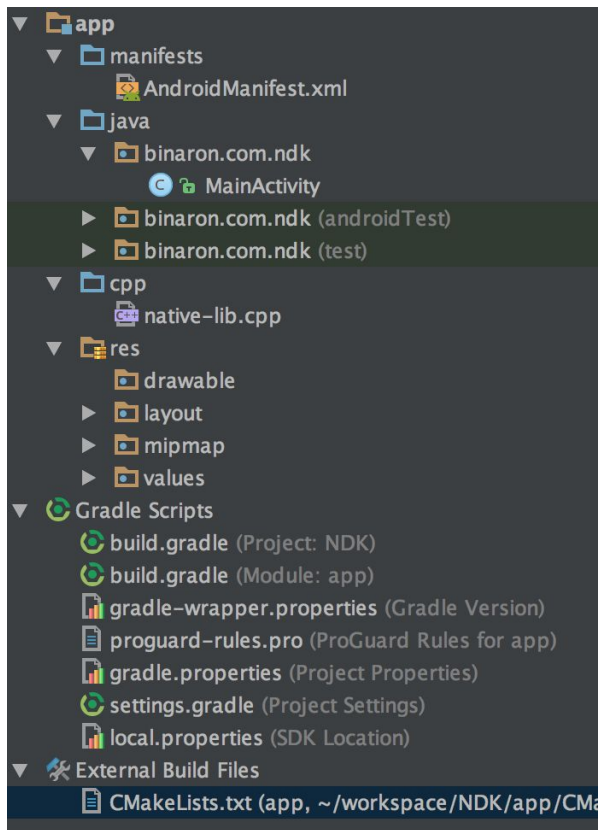 app
manifests
AndroidManifest.xml
java
binaron.com.ndk
C MainActivity
binaron.com.ndk (androidTest)
binaron.com.ndk (test)
cpp
C++ native-lib.cpp
res
drawable
layout
mipmap
values
Gradle Scripts
build.gradle (Project: NDK)
build.gradle (Module: app)
gradle-wrapper.properties (Gradle Version)
proguard-rules.pro (ProGuard Rules for app)
gradle.properties (Project Properties)
settings.gradle (Project Settings)
local.properties (SDK Location)
External Build Files
CMakeLists.txt (app, ~/workspace/NDK/app/CMa